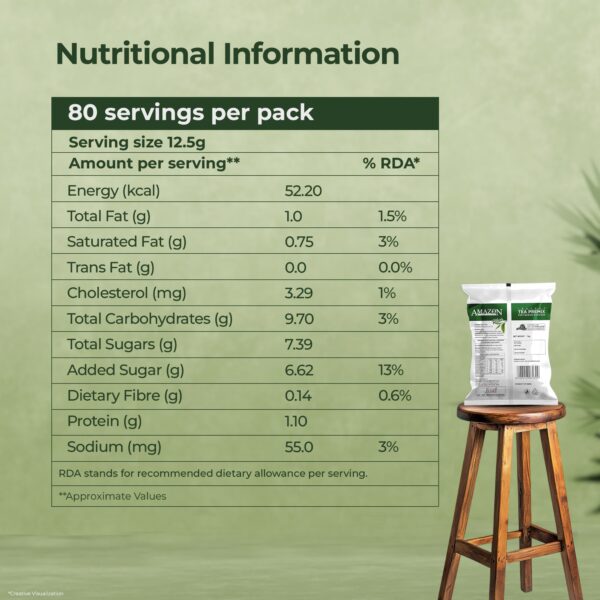 Nutritional Information
80 servings per pack
Serving size 12.5g
Amount per serving** % RDA*
Energy (kcal) 52.20
Total Fat (g) 1.0 1.5%
Saturated Fat (g) 0.75 3%
Trans Fat (g) 0.0 0.0%
Cholesterol (mg) 3.29 1%
Total Carbohydrates (g) 9.70 3%
Total Sugars (g) 7.39
Added Sugar (g) 6.62 13%
Dietary Fibre (g) 0.14 0.6%
Protein (g) 1.10
Sodium (mg) 55.0 3%
RDA stands for recommended dietary allowance per serving.
**Approximate Values
AMAZON
TEA PREMIX
*Creative Visualization